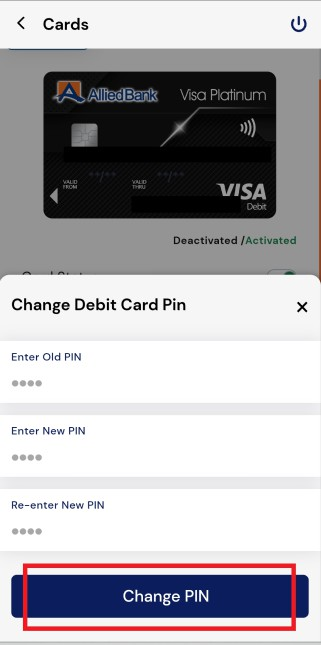 Cards
AlliedBank Visa Platinum
VALID FROM VALID THRU
VISA
Debit
Deactivated /Activated
Change Debit Card Pin
Enter Old PIN
Enter New PIN
Re-enter New PIN
Change PIN